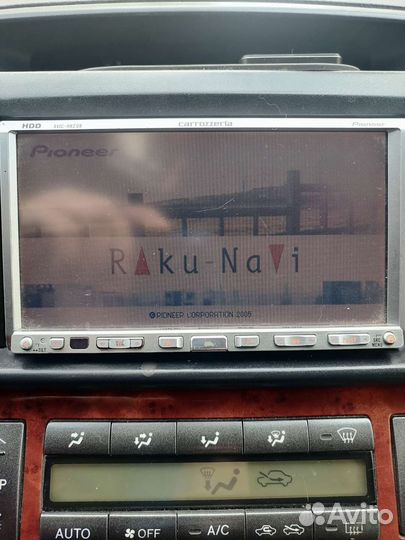 HDD carrozzeria Pioneer
Pioneer
Raku-Navi
© PIONEER CORPORATION 2005
AUTO OFF A/C
Avito